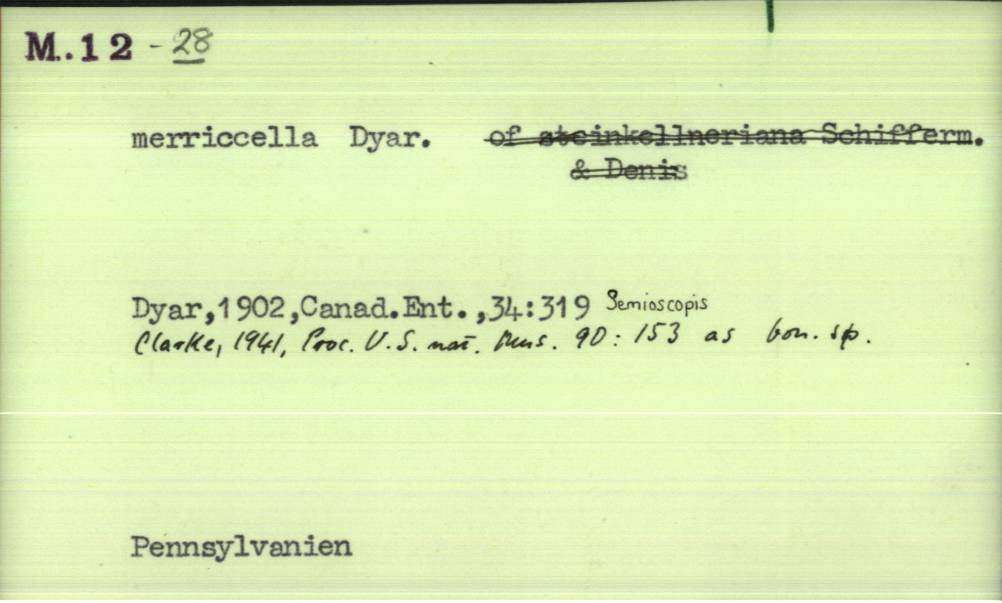 M.12 - 28
merriccella Dyar. of steinkellneriana Schifferm.
& Denis
Dyar,1902,Canad.Ent.,34:319 Semioscopis
Clarke, 1941, Proc. U.S. nat. Mus. 90: 153 as bon. sp.
Pennsylvanien